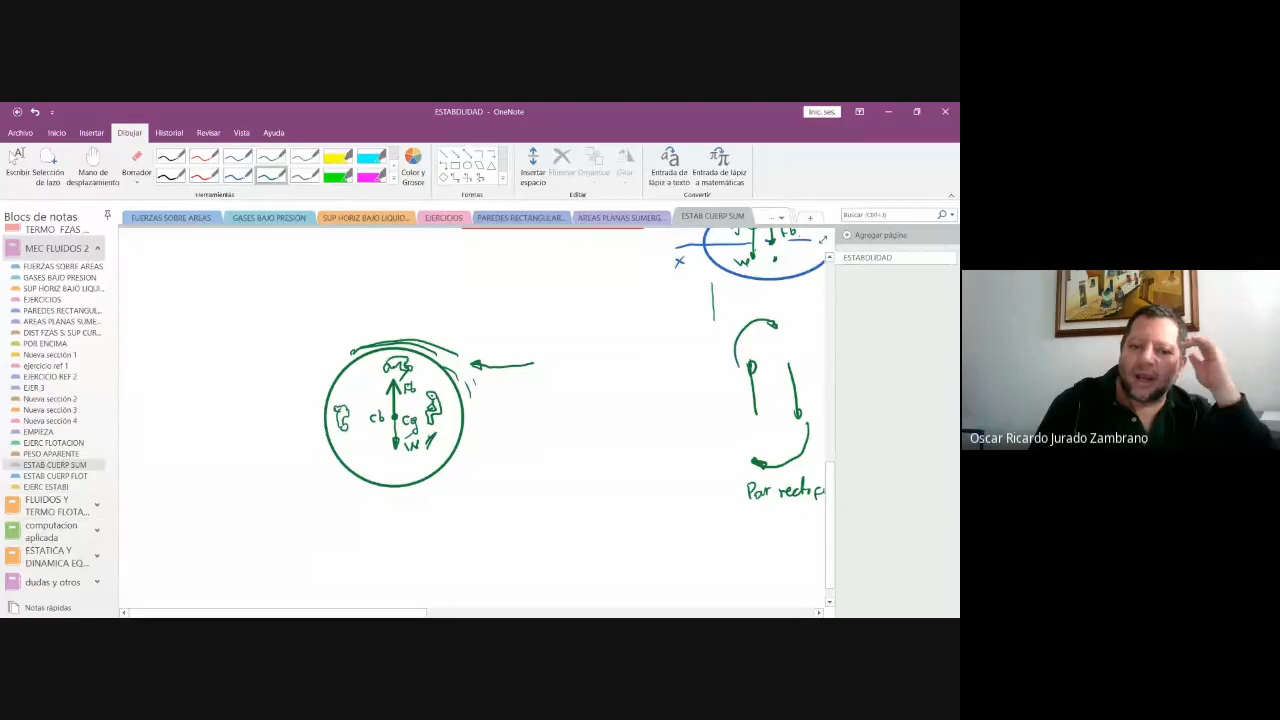 ESTABDLIDAD - OneNote
Inic. ses.
Archivo Inicio Insertar Dibujar Historial Revisar Vista Ayuda
Escribir Selección de lazo Mano de desplazamiento Borrador Color y Grosor Insertar espacio Eliminar Organizar Girar Entrada de lápiz a texto Entrada de lápiz a matemáticas
Herramientas Formas Editar Convertir
Blocs de notas
FUERZAS SOBRE AREAS GASES BAJO PRESION SUP HORIZ BAJO LIQUIO... EJERCICIOS PAREDES RECTANGULAR... AREAS PLANAS SUMERG... ESTAB CUERP SUM ...
Buscar (Ctrl+J)
Agregar página
ESTABDLIDAD
TERMO FZAS ...
MEC FLUIDOS 2
FUERZAS SOBRE AREAS
GASES BAJO PRESION
SUP HORIZ BAJO LIQUI...
EJERCICIOS
PAREDES RECTANGUL...
AREAS PLANAS SUME...
DIST FZAS S. SUP CUR...
POR ENCIMA
Nueva sección 1
ejercicio ref 1
EJERCICIO REF 2
EJER 3
Nueva sección 2
Nueva sección 3
Nueva sección 4
EMPIEZA
EJERC FLOTACION
PESO APARENTE
ESTAB CUERP SUM
ESTAB CUERP FLOT
EJERC ESTABI
FLUIDOS Y
TERMO FLOTA...
computacion
aplicada
ESTATICA Y
DINAMICA EQ...
dudas y otros
Notas rápidas
Fb
x
w
Fb
cb cg
W
Par rectif
Oscar Ricardo Jurado Zambrano